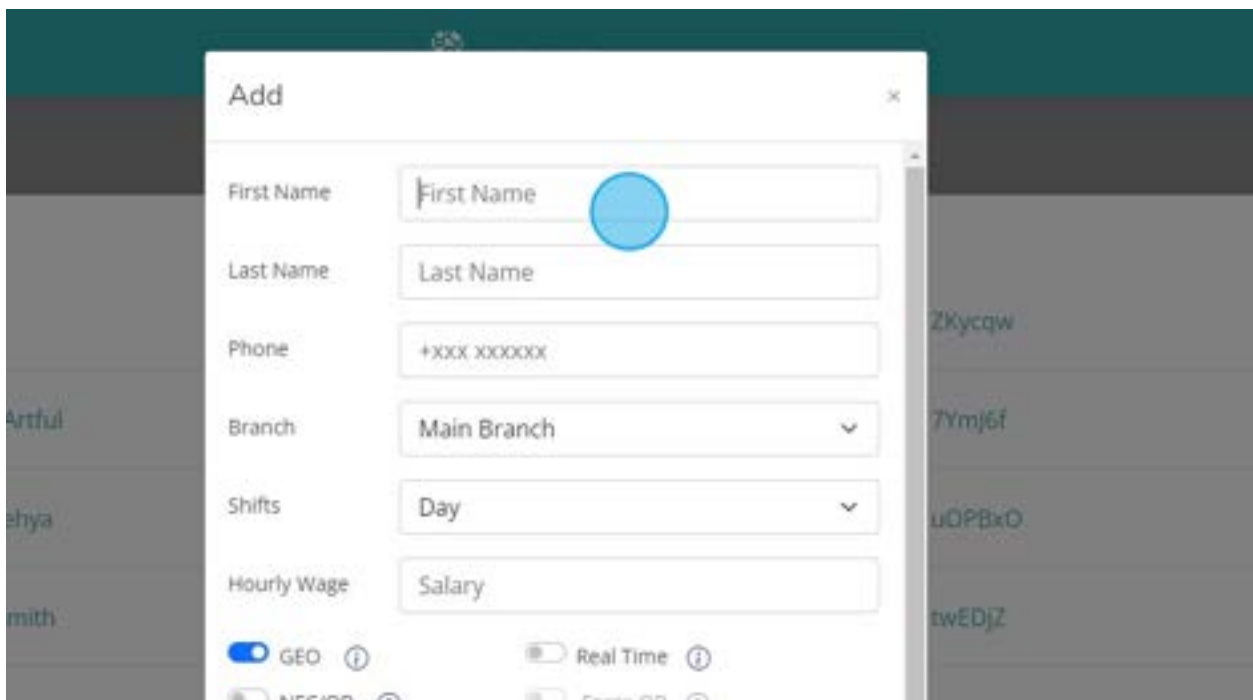 Add
×
First Name First Name
Last Name Last Name
Phone +xxx xxxxxx
ZKycqw
Artful
Branch Main Branch
7YmJ6f
Shifts Day
ehya
uOPBxO
Hourly Wage Salary
mith
twEDjZ
GEO Real Time